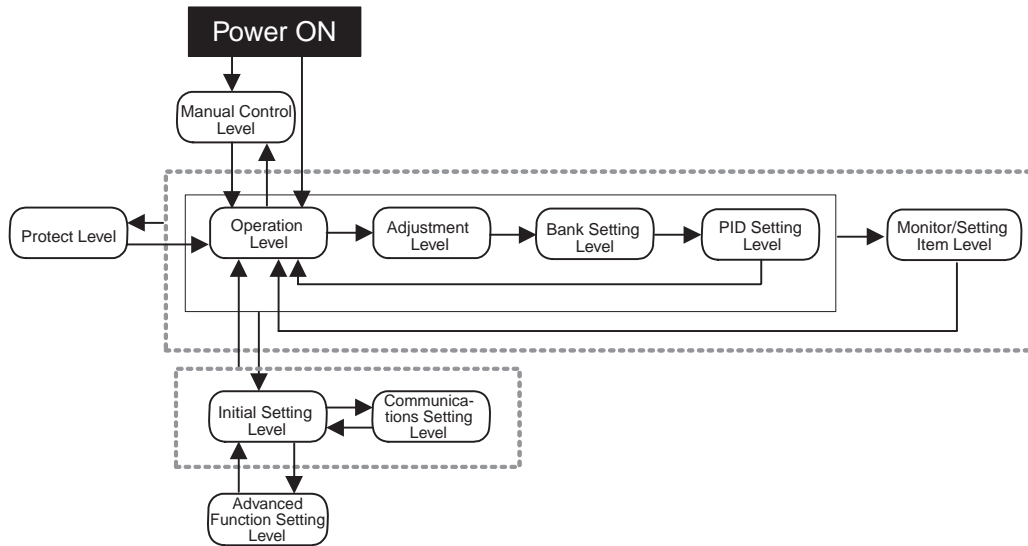 Power ON
Manual Control
Level
Protect Level
Operation
Level
Adjustment
Level
Bank Setting
Level
PID Setting
Level
Monitor/Setting
Item Level
Initial Setting
Level
Communica-
tions Setting
Level
Advanced
Function Setting
Level